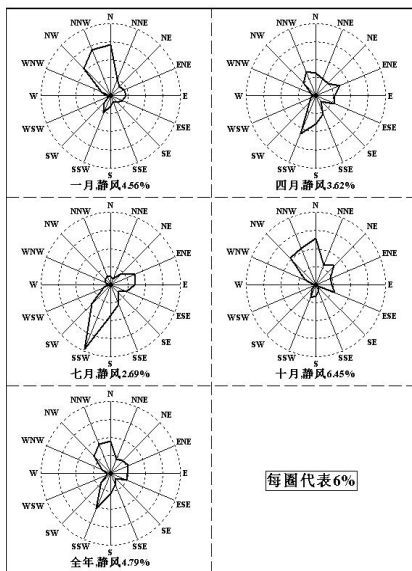 N
N
NNW
NNE
NNW
NNE
NW
NE
NW
NE
WNW
ENE
WNW
ENE
W
E
W
E
WSW
ESE
WSW
ESE
SW
SE
SW
SE
SSW
S
SSE
SSW
S
SSE
一月,静风4.56%
四月,静风3.62%
N
N
NNW
NNE
NNW
NNE
NW
NE
NW
NE
WNW
ENE
WNW
ENE
W
E
W
E
WSW
ESE
WSW
ESE
SW
SE
SW
SE
SSW
S
SSE
SSW
S
SSE
七月,静风2.69%
十月,静风6.45%
N
NNW
NNE
NW
NE
WNW
ENE
W
E
WSW
ESE
SW
SE
SSW
S
SSE
全年,静风4.79%
每圈代表6%